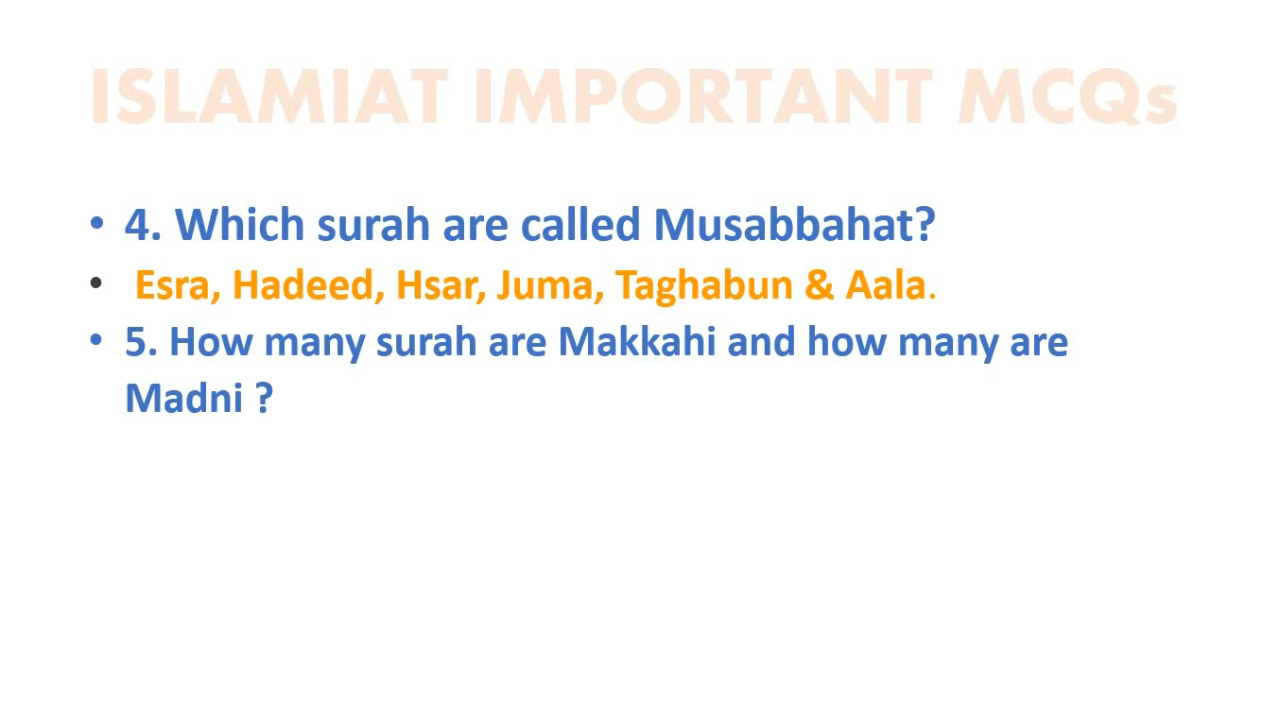 ISLAMIAT IMPORTANT MCQs
• 4. Which surah are called Musabbahat?
• Esra, Hadeed, Hsar, Juma, Taghabun & Aala.
• 5. How many surah are Makkahi and how many are
Madni ?